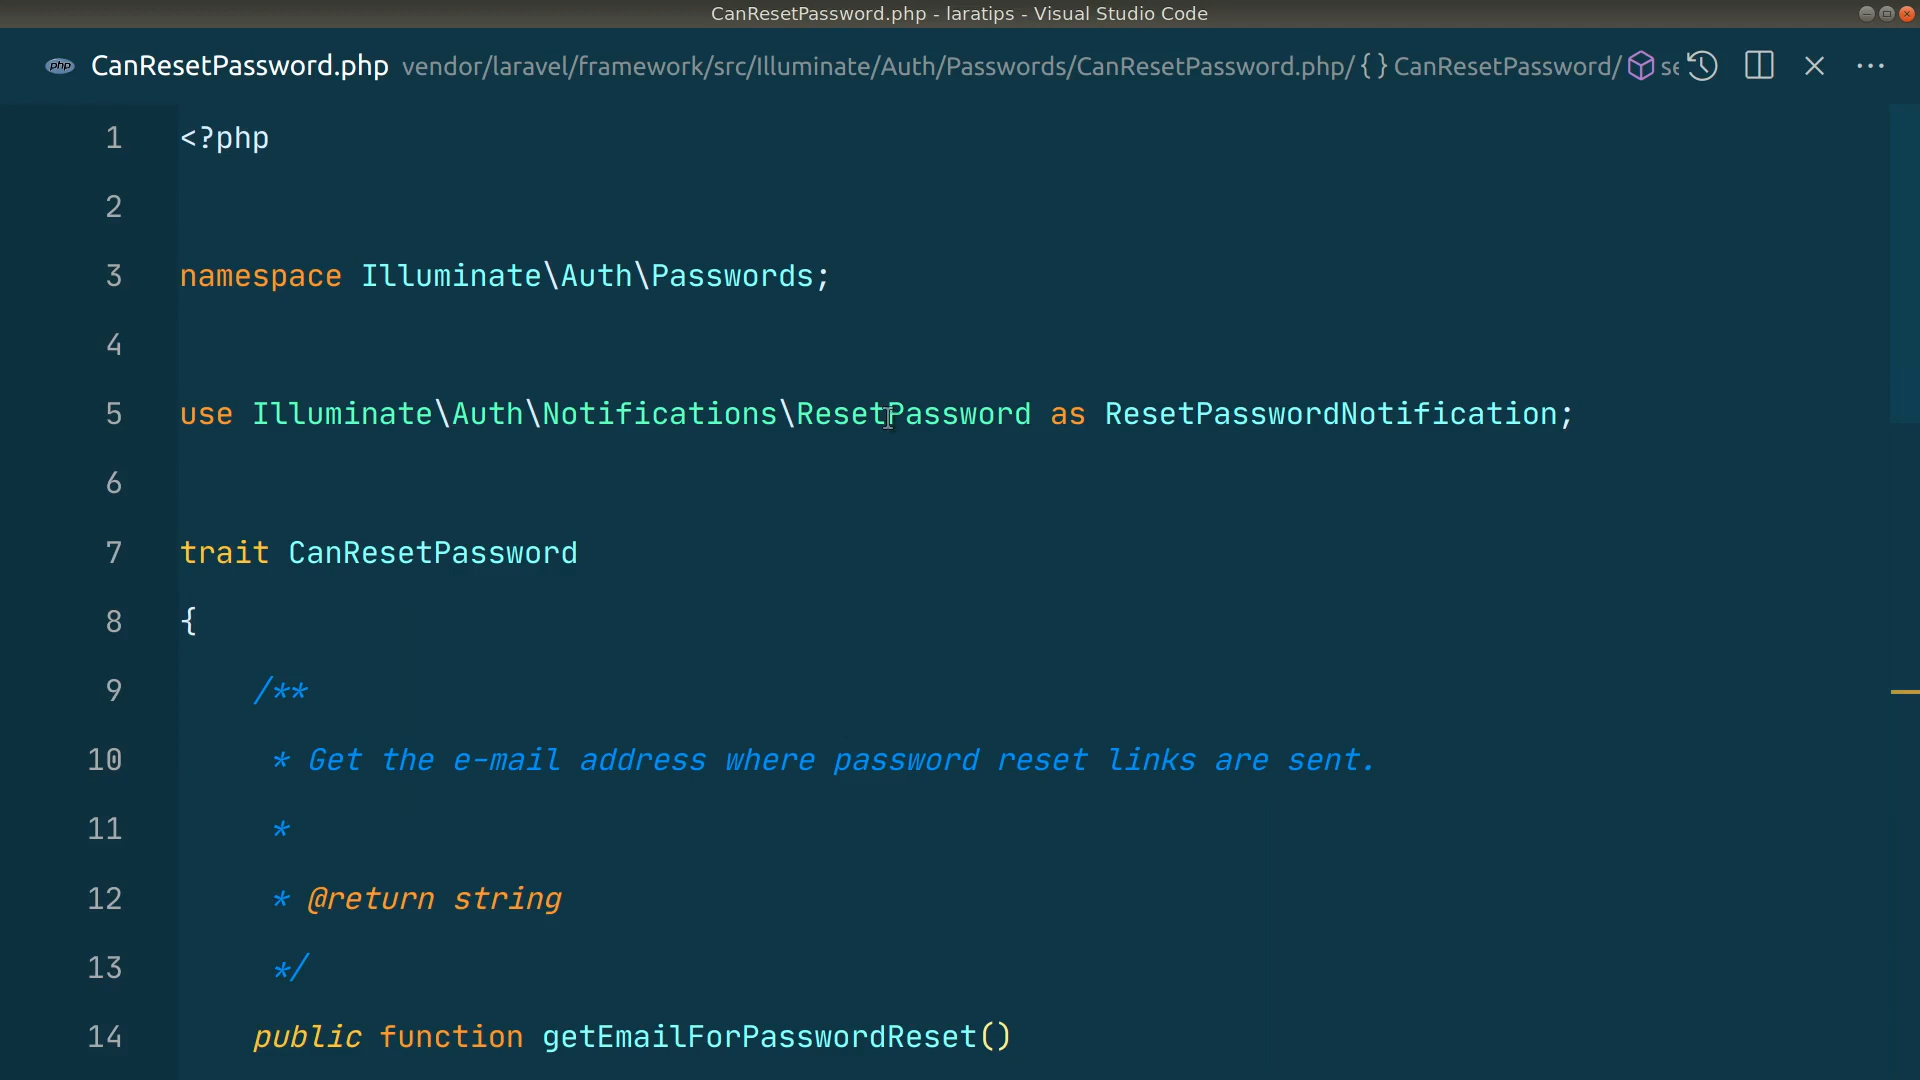 CanResetPassword.php - laratips - Visual Studio Code
php CanResetPassword.php vendor/laravel/framework/src/Illuminate/Auth/Passwords/CanResetPassword.php/ {} CanResetPassword/
1 <?php
2
3 namespace Illuminate\Auth\Passwords;
4
5 use Illuminate\Auth\Notifications\ResetPassword as ResetPasswordNotification;
6
7 trait CanResetPassword
8 {
9 /**
10 * Get the e-mail address where password reset links are sent.
11 *
12 * @return string
13 */
14 public function getEmailForPasswordReset()